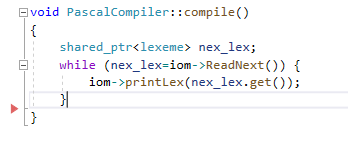 void PascalCompiler::compile()
{
    shared_ptr<lexeme> nex_lex;
    while (nex_lex=iom->ReadNext()) {
        iom->printLex(nex_lex.get());
    }
}